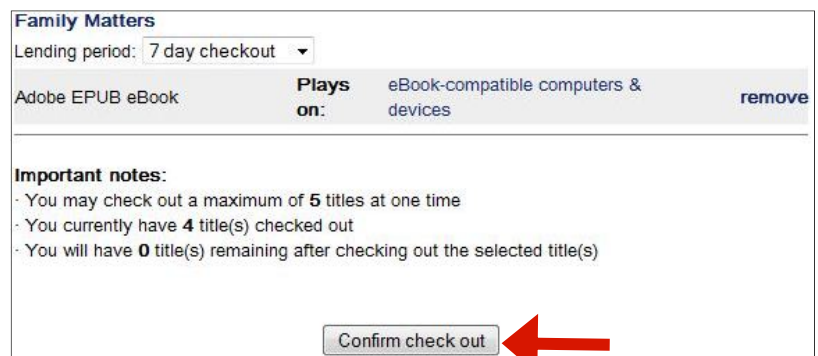 Family Matters
Lending period: 7 day checkout
Adobe EPUB eBook Plays on: eBook-compatible computers & devices remove
Important notes:
· You may check out a maximum of 5 titles at one time
· You currently have 4 title(s) checked out
· You will have 0 title(s) remaining after checking out the selected title(s)
Confirm check out